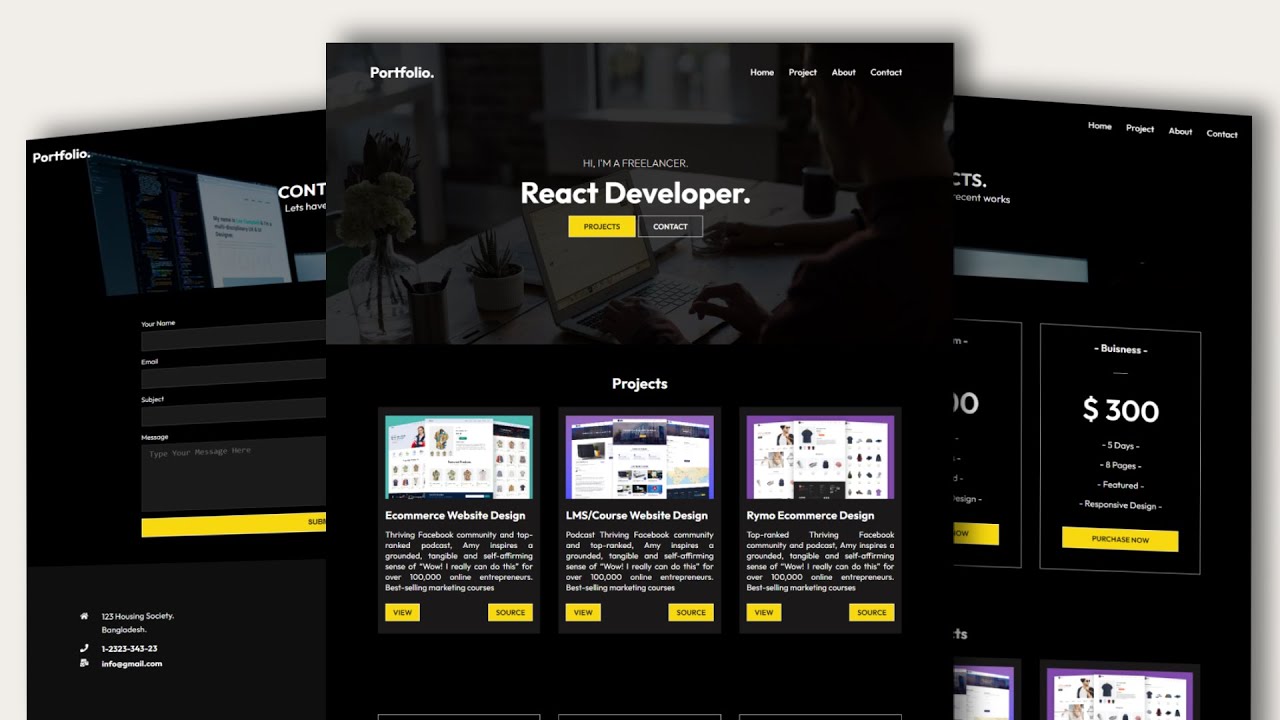 Portfolio.
CONT
Lets have
Your Name
Email
Subject
Message
Type Your Message Here
SUBM
123 Housing Society.
Bangladesh.
1-2323-343-23
info@gmail.com
Portfolio.
Home Project About Contact
HI, I'M A FREELANCER.
React Developer.
PROJECTS CONTACT
Projects
Ecommerce Website Design
Thriving Facebook community and top-
ranked podcast, Amy inspires a
grounded, tangible and self-affirming
sense of "Wow! I really can do this" for
over 100,000 online entrepreneurs.
Best-selling marketing courses
VIEW SOURCE
LMS/Course Website Design
Podcast Thriving Facebook community
and top-ranked, Amy inspires a
grounded, tangible and self-affirming
sense of "Wow! I really can do this" for
over 100,000 online entrepreneurs.
Best-selling marketing courses
VIEW SOURCE
Rymo Ecommerce Design
Top-ranked Thriving Facebook
community and podcast, Amy inspires a
grounded, tangible and self-affirming
sense of "Wow! I really can do this" for
over 100,000 online entrepreneurs.
Best-selling marketing courses
VIEW SOURCE
Home Project About Contact
CTS.
recent works
- Buisness -
$ 300
- 5 Days -
- 8 Pages -
- Featured -
- Responsive Design -
PURCHASE NOW